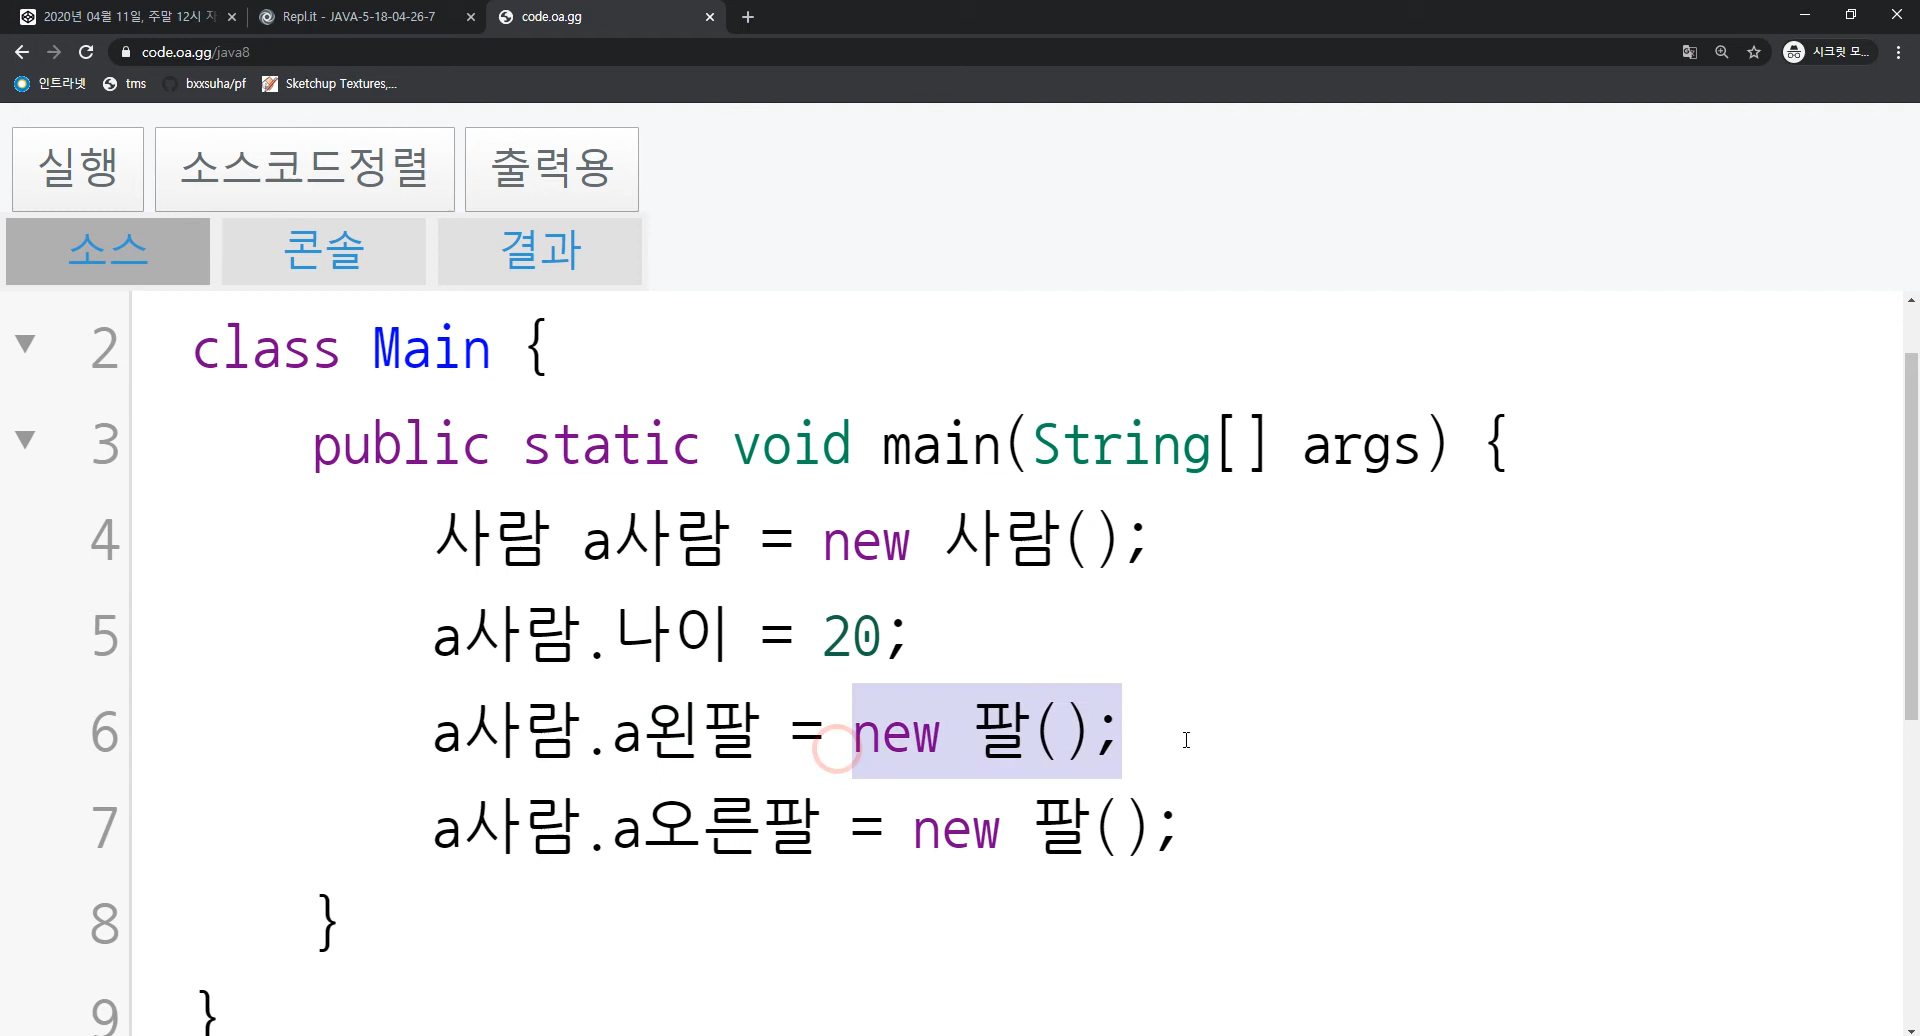 2020년 04월 11일, 주말 12시 자
Repl.it - JAVA-5-18-04-26-7
code.oa.gg
code.oa.gg/java8
시크릿 모...
인트라넷
tms
bxxsuha/pf
Sketchup Textures,...
실행
소스코드정렬
출력용
소스
콘솔
결과
2 class Main {
3 public static void main(String[] args) {
4 사람 a사람 = new 사람();
5 a사람.나이 = 20;
6 a사람.a왼팔 = new 팔();
7 a사람.a오른팔 = new 팔();
8 }
9 }